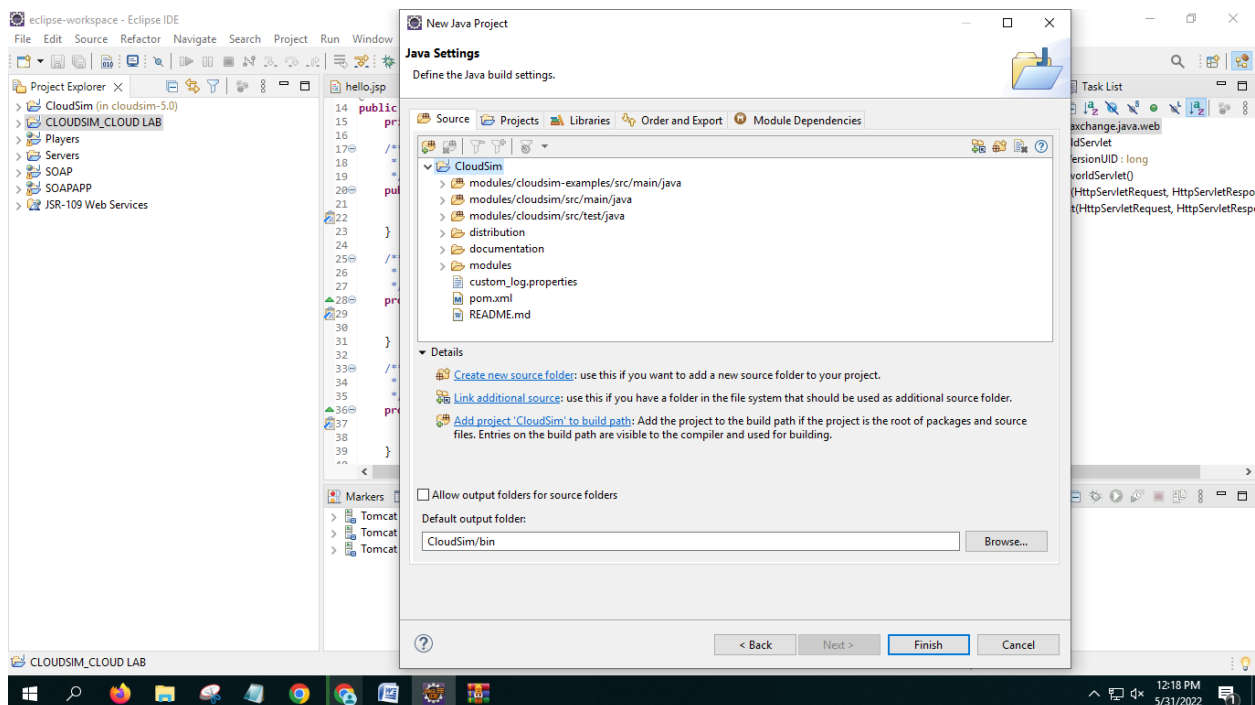 eclipse-workspace - Eclipse IDE
File Edit Source Refactor Navigate Search Project Run Window
Project Explorer
CloudSim (in cloudsim-5.0)
CLOUDSIM_CLOUD LAB
Players
Servers
SOAP
SOAPAPP
JSR-109 Web Services
hello.jsp
14 public
15 pri
16
17 /**
18 *
19 */
20 pub
21
22
23 }
24
25 /**
26 *
27 *
28 pro
29
30
31 }
32
33 /**
34 *
35 *
36 pro
37
38
39 }
40
Markers
Tomcat
Tomcat
Tomcat
New Java Project
Java Settings
Define the Java build settings.
Source Projects Libraries Order and Export Module Dependencies
CloudSim
modules/cloudsim-examples/src/main/java
modules/cloudsim/src/main/java
modules/cloudsim/src/test/java
distribution
documentation
modules
custom_log.properties
pom.xml
README.md
Details
Create new source folder: use this if you want to add a new source folder to your project.
Link additional source: use this if you have a folder in the file system that should be used as additional source folder.
Add project 'CloudSim' to build path: Add the project to the build path if the project is the root of packages and source
files. Entries on the build path are visible to the compiler and used for building.
Allow output folders for source folders
Default output folder:
CloudSim/bin
Browse...
< Back Next > Finish Cancel
Task List
axchange.java.web
ldServlet
ersionUID : long
vorldServlet()
(HttpServletRequest, HttpServletRespo
t(HttpServletRequest, HttpServletResp
CLOUDSIM_CLOUD LAB
12:18 PM
5/31/2022